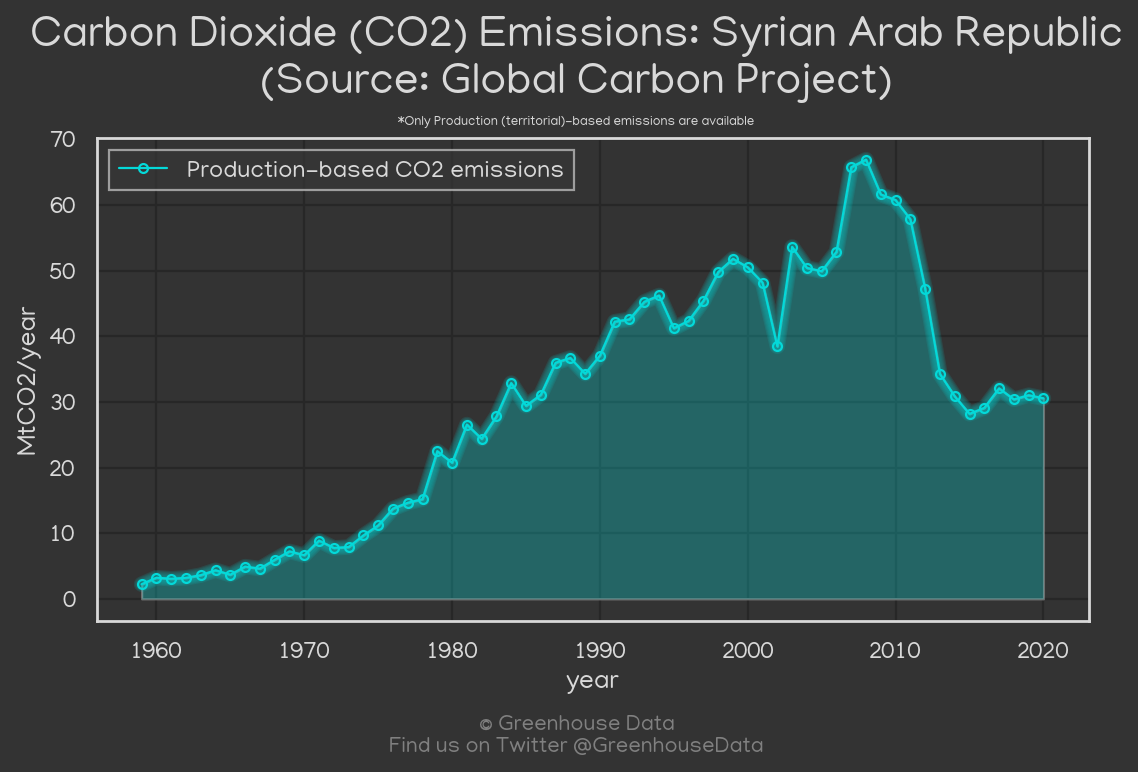 Carbon Dioxide (CO2) Emissions: Syrian Arab Republic
(Source: Global Carbon Project)
*Only Production (territorial)-based emissions are available
Production-based CO2 emissions
MtCO2/year
70
60
50
40
30
20
10
0
1960 1970 1980 1990 2000 2010 2020
year
© Greenhouse Data
Find us on Twitter @GreenhouseData